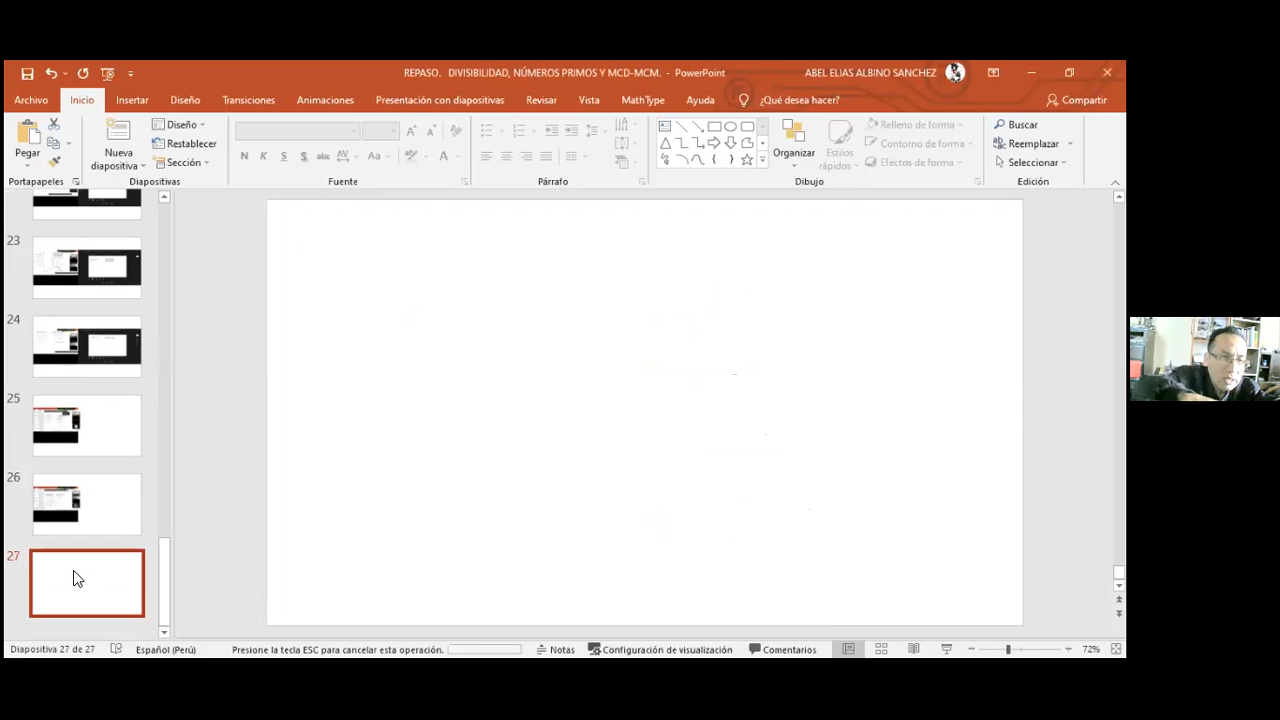 REPASO. DIVISIBILIDAD, NÚMEROS PRIMOS Y MCD-MCM. - PowerPoint
ABEL ELIAS ALBINO SANCHEZ
Archivo Inicio Insertar Diseño Transiciones Animaciones Presentación con diapositivas Revisar Vista MathType Ayuda ¿Qué desea hacer? Compartir
Pegar
Nueva diapositiva
Diseño
Restablecer
Sección
N K S S abc AV Aa A
A A
Organizar
Estilos rápidos
Relleno de forma
Contorno de forma
Efectos de forma
Buscar
Reemplazar
Seleccionar
Portapapeles Diapositivas Fuente Párrafo Dibujo Edición
23
24
25
26
27
Diapositiva 27 de 27 Español (Perú) Presione la tecla ESC para cancelar esta operación. Notas Configuración de visualización Comentarios 72%